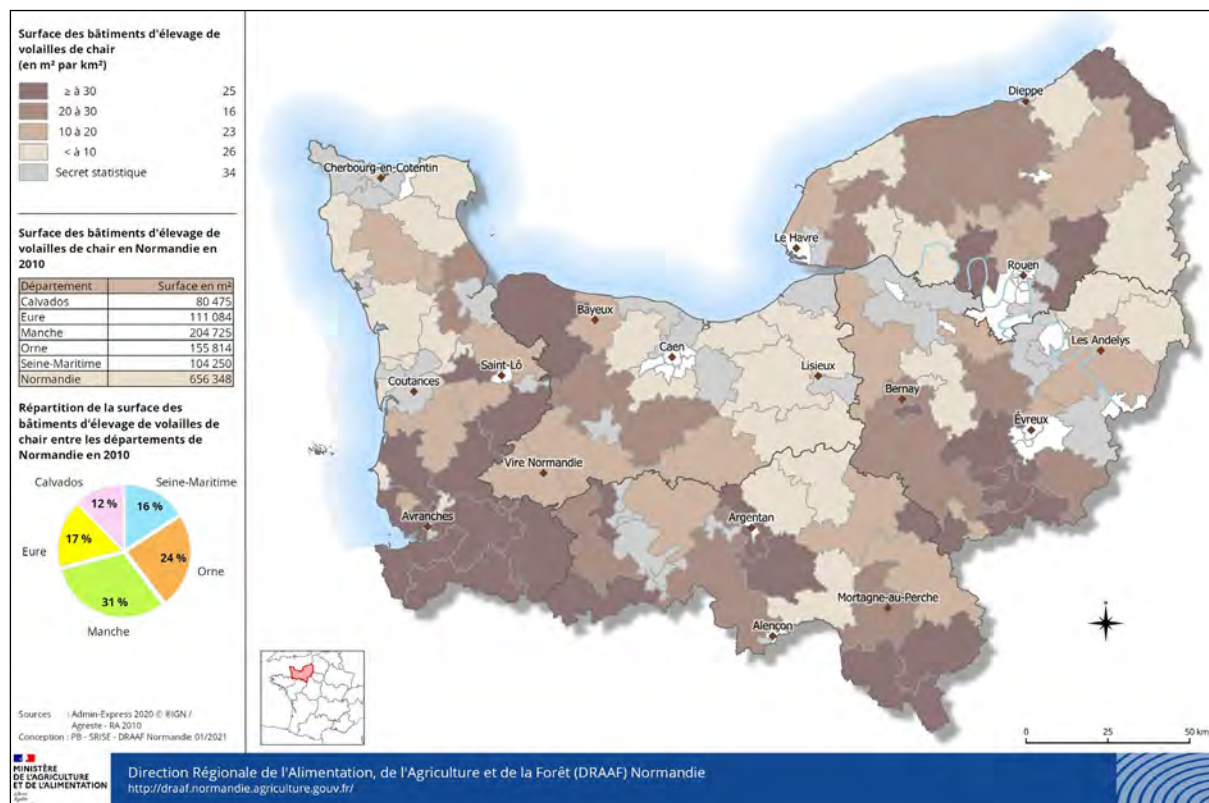 Surface des bâtiments d'élevage de
volailles de chair
(en m² par km²)
≥ à 30 25
20 à 30 16
10 à 20 23
< à 10 26
Secret statistique 34
Surface des bâtiments d'élevage de
volailles de chair en Normandie en
2010
Département Surface en m²
Calvados 80 475
Eure 111 084
Manche 204 725
Orne 155 814
Seine-Maritime 104 250
Normandie 656 348
Répartition de la surface des
bâtiments d'élevage de volailles de
chair entre les départements de
Normandie en 2010
Calvados
Seine-Maritime
12 %
16 %
17 %
24 %
Eure
Orne
31 %
Manche
Sources : Admin-Express 2020 © ®IGN /
Agreste - RA 2010
Conception : PB - SRISE - DRAAF Normandie 01/2021
Dieppe
Cherbourg-en-Cotentin
Le Havre
Rouen
Bayeux
Caen
Les Andelys
Saint-Lô
Lisieux
Coutances
Bernay
Évreux
Vire Normandie
Avranches
Argentan
Mortagne-au-Perche
Alençon
0 25 50 km
MINISTÈRE
DE L'AGRICULTURE
ET DE L'ALIMENTATION
Direction Régionale de l'Alimentation, de l'Agriculture et de la Forêt (DRAAF) Normandie
http://draaf.normandie.agriculture.gouv.fr/